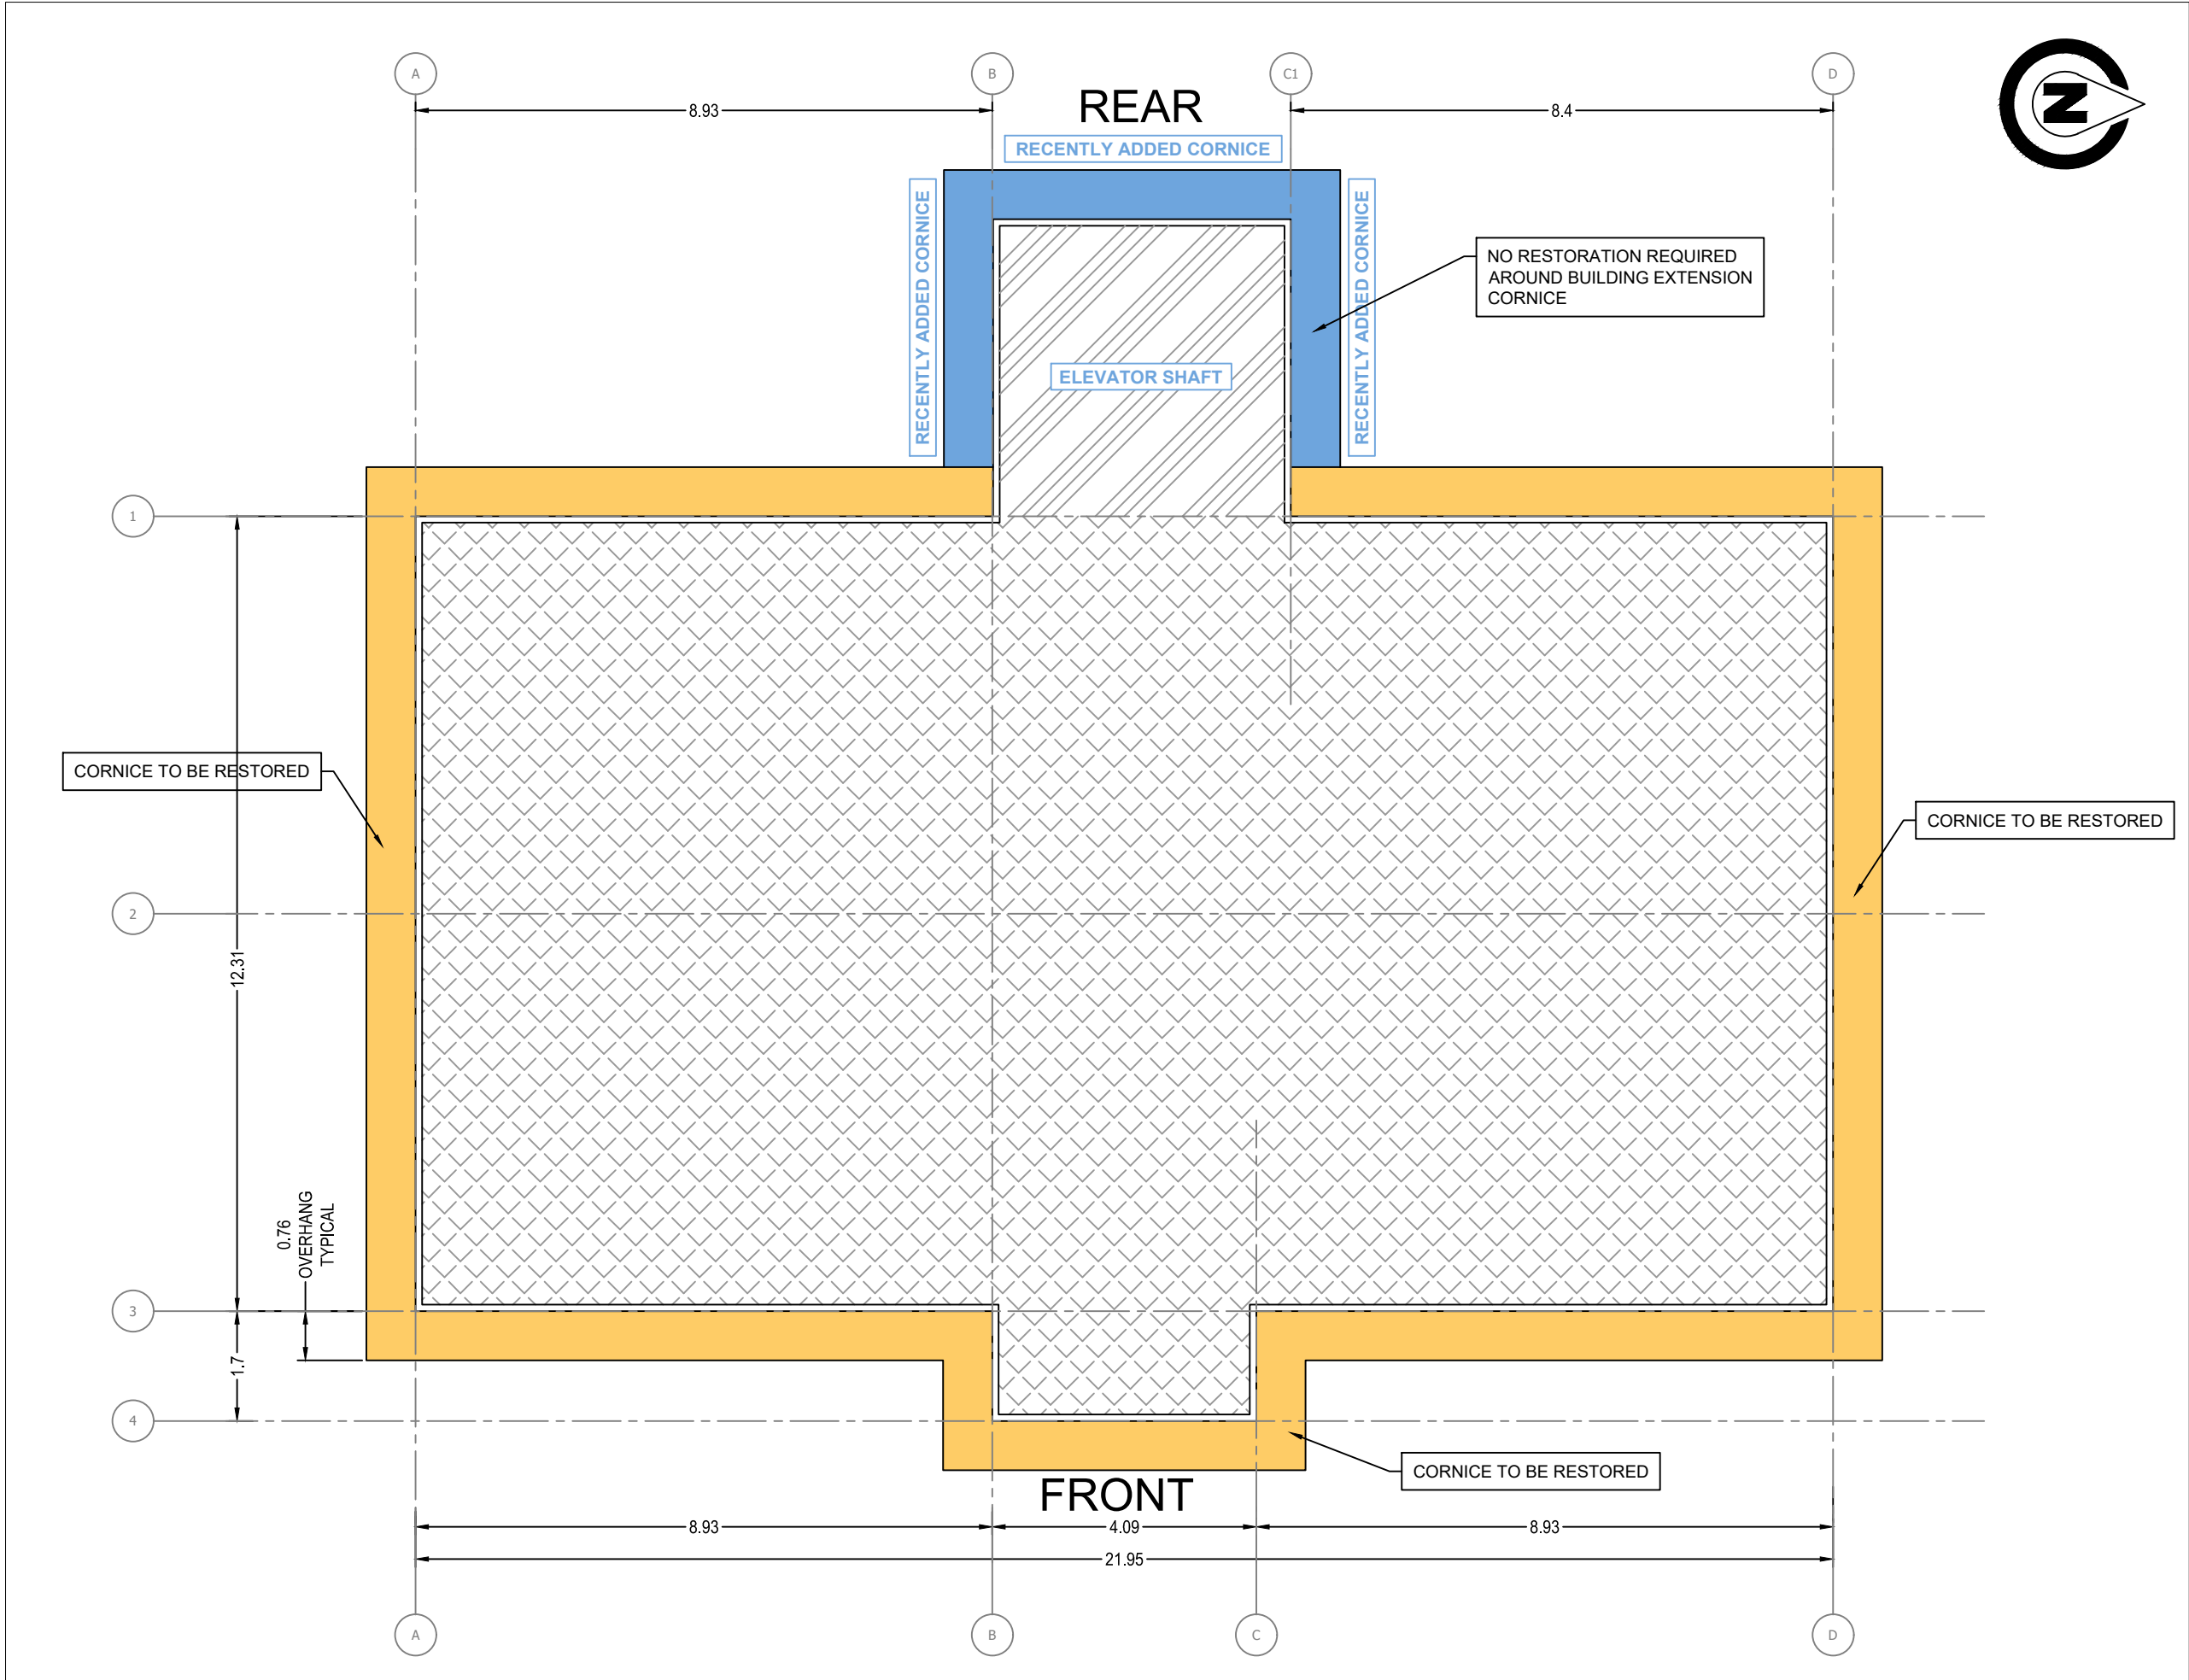 A
B
C1
D
8.93
REAR
8.4
N
RECENTLY ADDED CORNICE
RECENTLY ADDED CORNICE
RECENTLY ADDED CORNICE
NO RESTORATION REQUIRED
AROUND BUILDING EXTENSION
CORNICE
ELEVATOR SHAFT
1
CORNICE TO BE RESTORED
CORNICE TO BE RESTORED
2
12.31
0.76
OVERHANG
TYPICAL
3
1.7
4
CORNICE TO BE RESTORED
FRONT
8.93
4.09
8.93
21.95
A
B
C
D